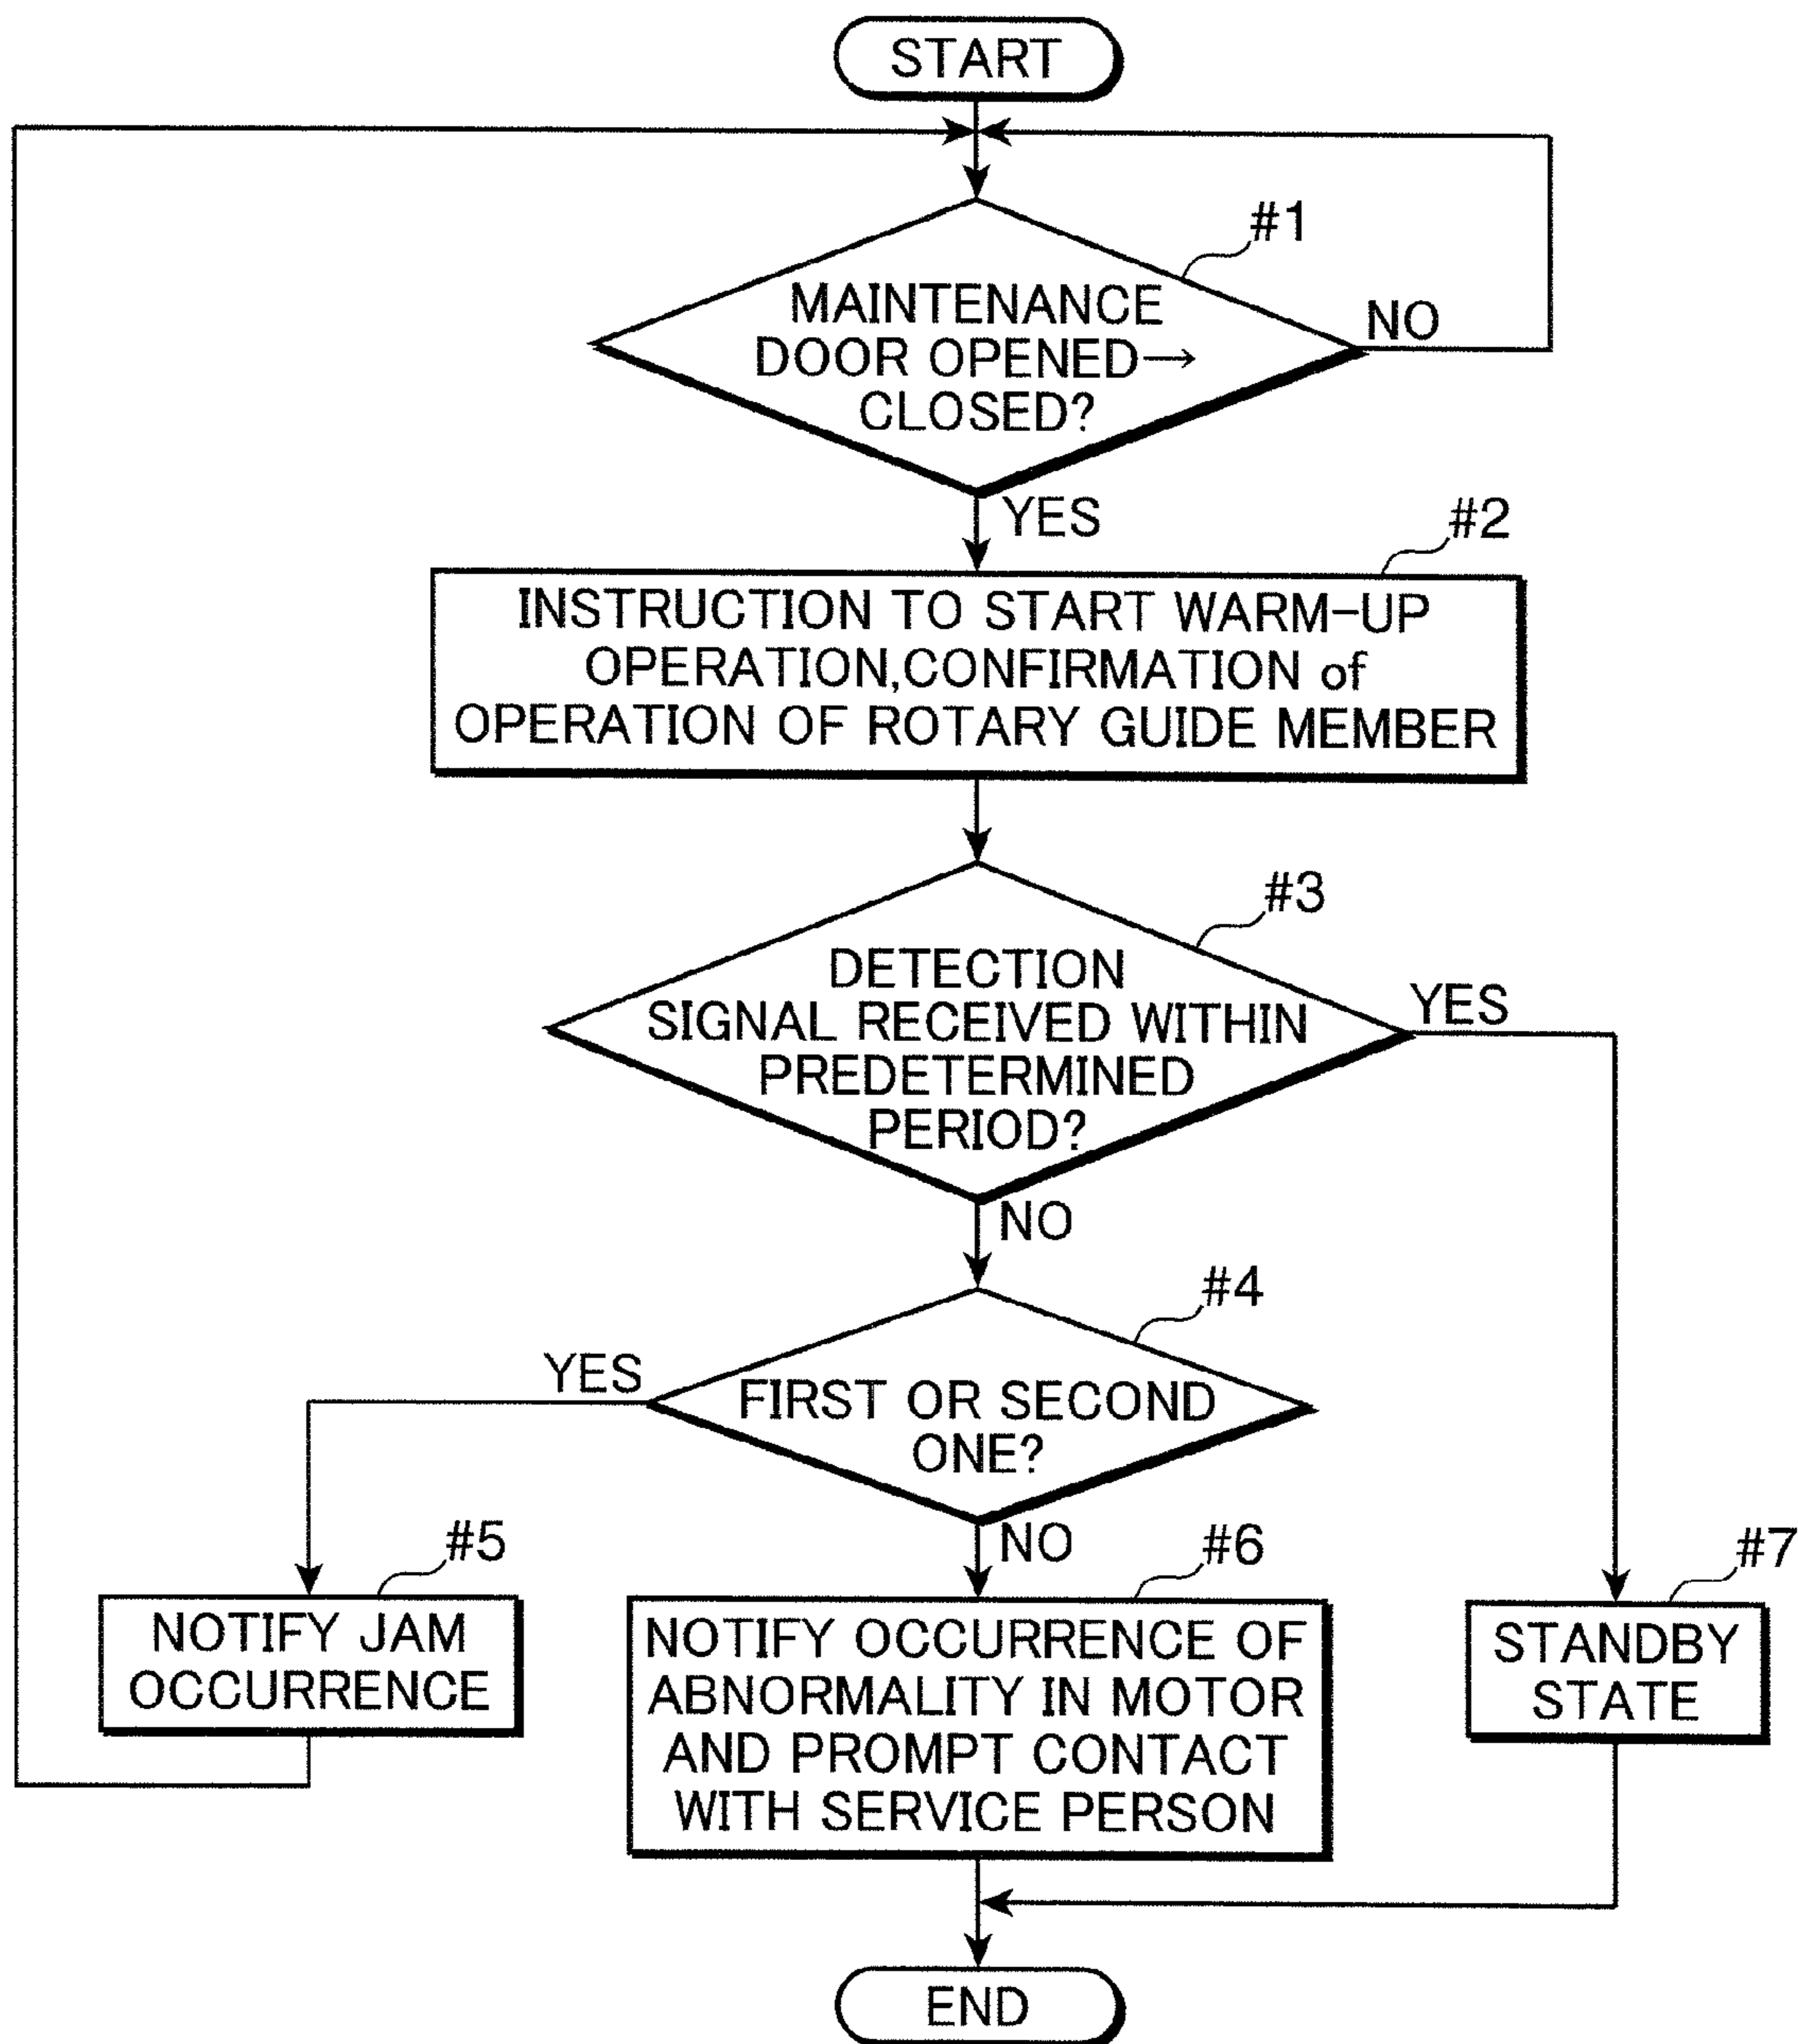 START
#1
MAINTENANCE
DOOR OPENED→
CLOSED?
NO
YES
#2
INSTRUCTION TO START WARM-UP
OPERATION,CONFIRMATION of
OPERATION OF ROTARY GUIDE MEMBER
#3
DETECTION
SIGNAL RECEIVED WITHIN
PREDETERMINED
PERIOD?
YES
NO
#4
YES
FIRST OR SECOND
ONE?
NO
#5
NOTIFY JAM
OCCURRENCE
#6
NOTIFY OCCURRENCE OF
ABNORMALITY IN MOTOR
AND PROMPT CONTACT
WITH SERVICE PERSON
#7
STANDBY
STATE
END